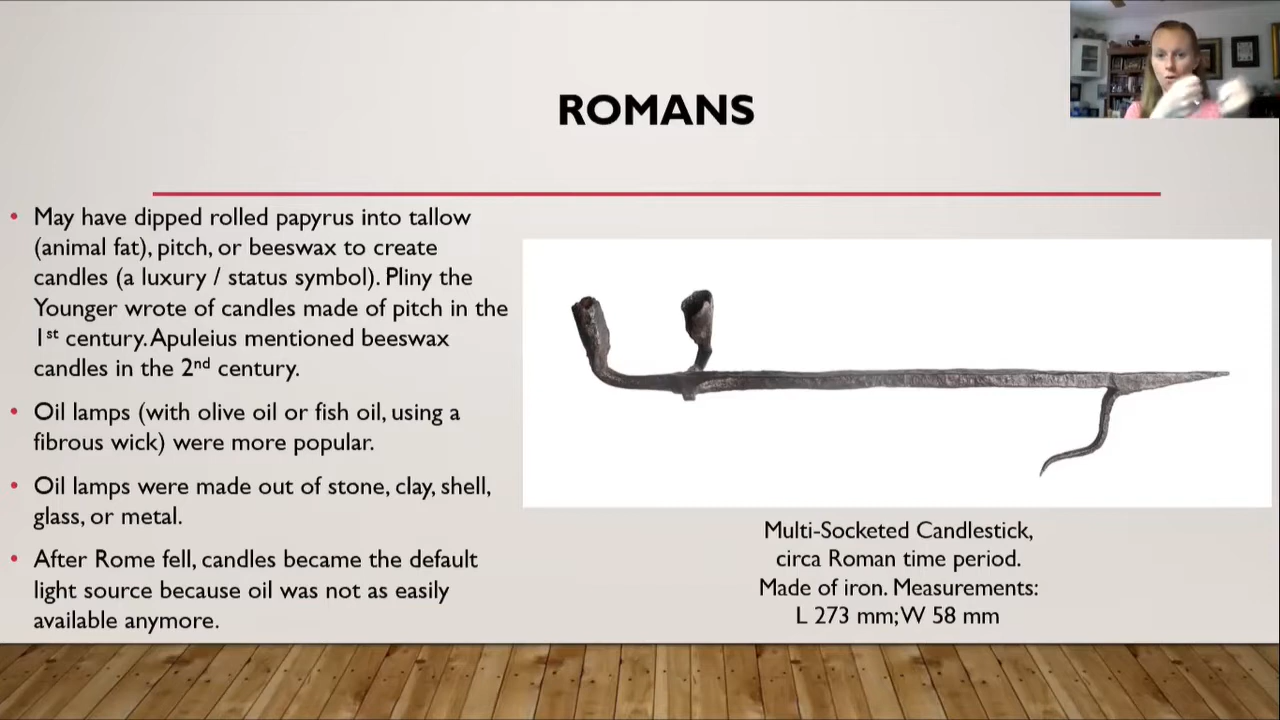 ROMANS
• May have dipped rolled papyrus into tallow
(animal fat), pitch, or beeswax to create
candles (a luxury / status symbol). Pliny the
Younger wrote of candles made of pitch in the
1st century. Apuleius mentioned beeswax
candles in the 2nd century.
• Oil lamps (with olive oil or fish oil, using a
fibrous wick) were more popular.
• Oil lamps were made out of stone, clay, shell,
glass, or metal.
• After Rome fell, candles became the default
light source because oil was not as easily
available anymore.
Multi-Socketed Candlestick,
circa Roman time period.
Made of iron. Measurements:
L 273 mm; W 58 mm